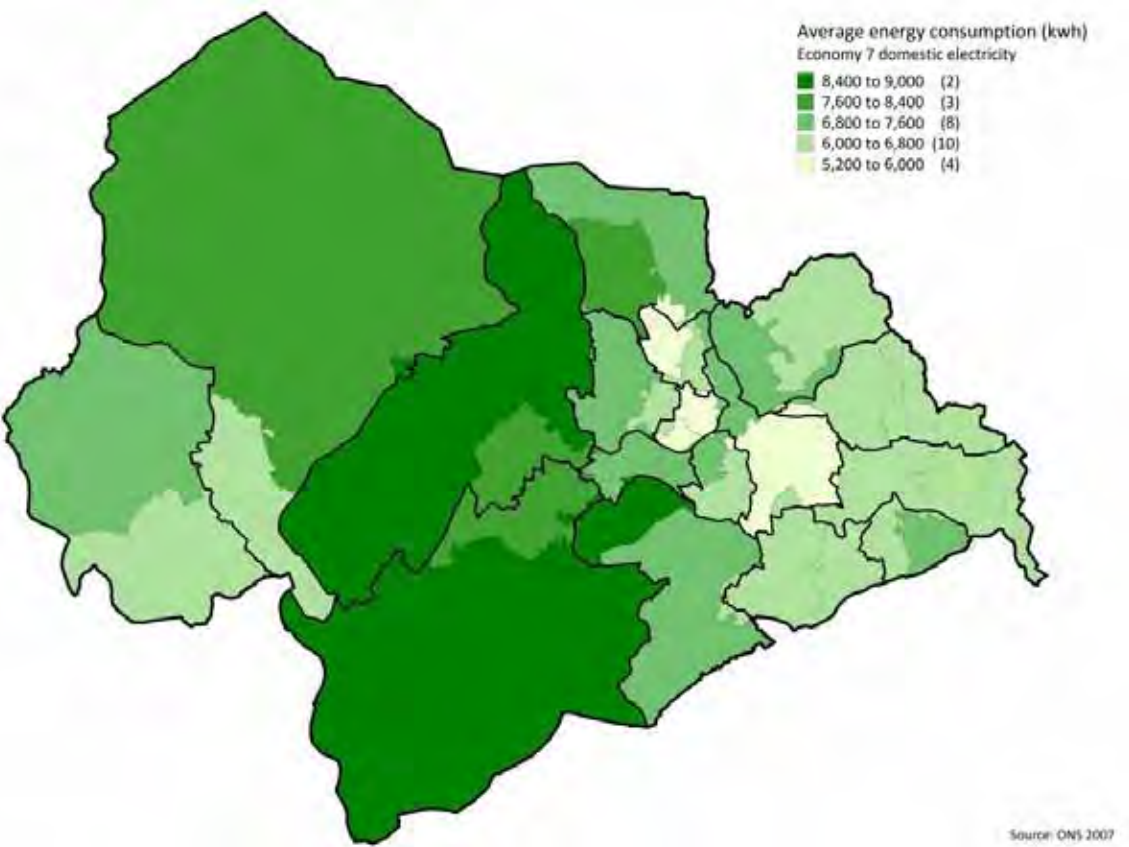 Average energy consumption (kwh)
Economy 7 domestic electricity
8,400 to 9,000 (2)
7,600 to 8,400 (3)
6,800 to 7,600 (8)
6,000 to 6,800 (10)
5,200 to 6,000 (4)
Source: ONS 2007